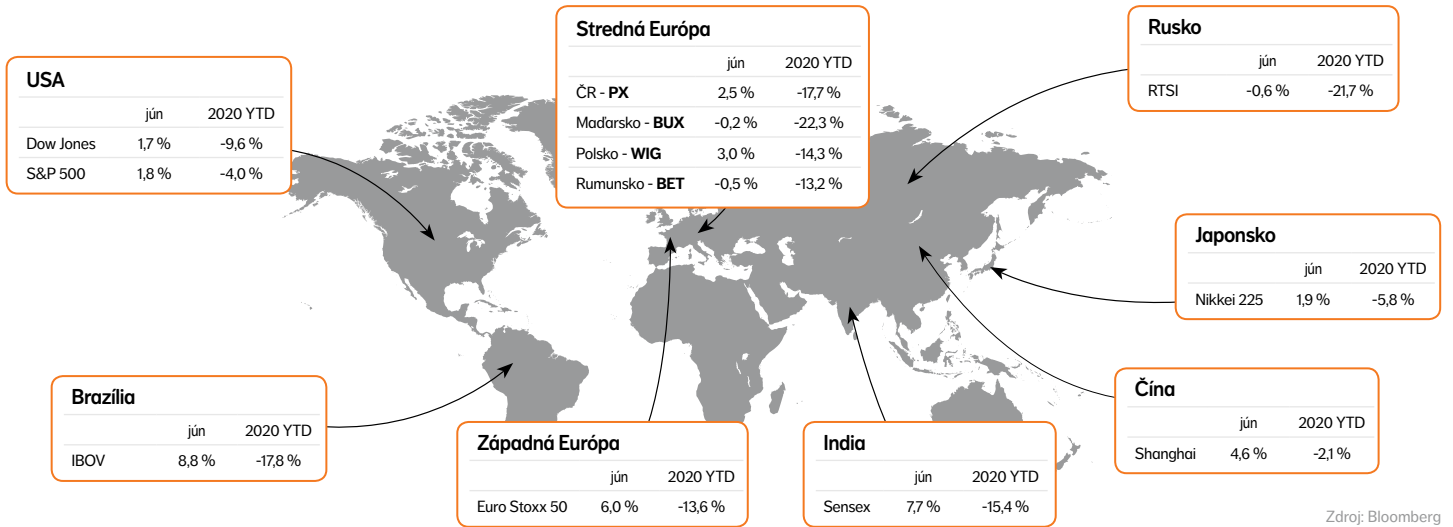 USA
jún 2020 YTD
Dow Jones 1,7 % -9,6 %
S&P 500 1,8 % -4,0 %
Stredná Európa
jún 2020 YTD
ČR - PX 2,5 % -17,7 %
Maďarsko - BUX -0,2 % -22,3 %
Polsko - WIG 3,0 % -14,3 %
Rumunsko - BET -0,5 % -13,2 %
Rusko
jún 2020 YTD
RTSI -0,6 % -21,7 %
Japonsko
jún 2020 YTD
Nikkei 225 1,9 % -5,8 %
Brazília
jún 2020 YTD
IBOV 8,8 % -17,8 %
Západná Európa
jún 2020 YTD
Euro Stoxx 50 6,0 % -13,6 %
India
jún 2020 YTD
Sensex 7,7 % -15,4 %
Čína
jún 2020 YTD
Shanghai 4,6 % -2,1 %
Zdroj: Bloomberg